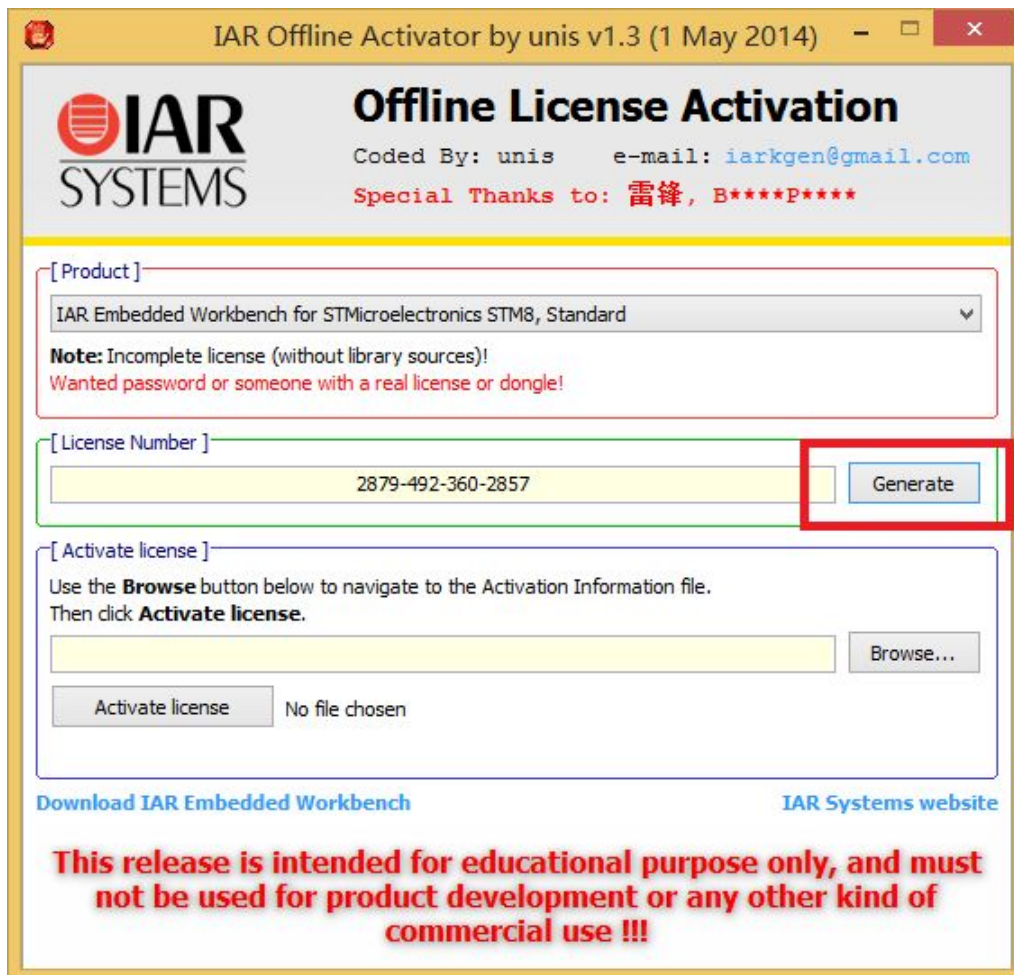 IAR Offline Activator by unis v1.3 (1 May 2014)
IAR
SYSTEMS
Offline License Activation
Coded By: unis e-mail: iarkgen@gmail.com
Special Thanks to: 雷锋, B****P****
[ Product ]
IAR Embedded Workbench for STMicroelectronics STM8, Standard
Note: Incomplete license (without library sources)!
Wanted password or someone with a real license or dongle!
[ License Number ]
2879-492-360-2857 Generate
[ Activate license ]
Use the Browse button below to navigate to the Activation Information file.
Then click Activate license.
Browse...
Activate license No file chosen
Download IAR Embedded Workbench IAR Systems website
This release is intended for educational purpose only, and must
not be used for product development or any other kind of
commercial use !!!